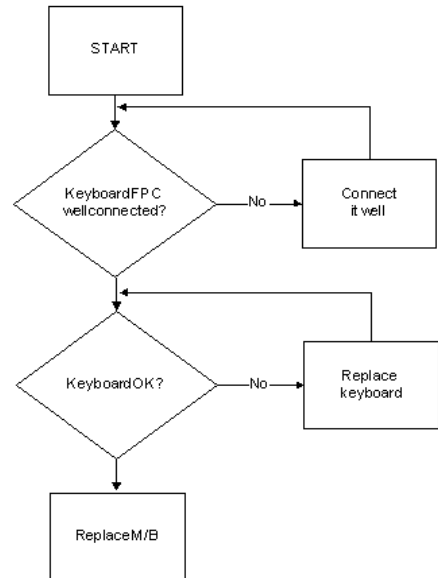 START
KeyboardFPC
wellconnected?
No
Connect
it well
KeyboardOK?
No
Replace
keyboard
ReplaceM/B